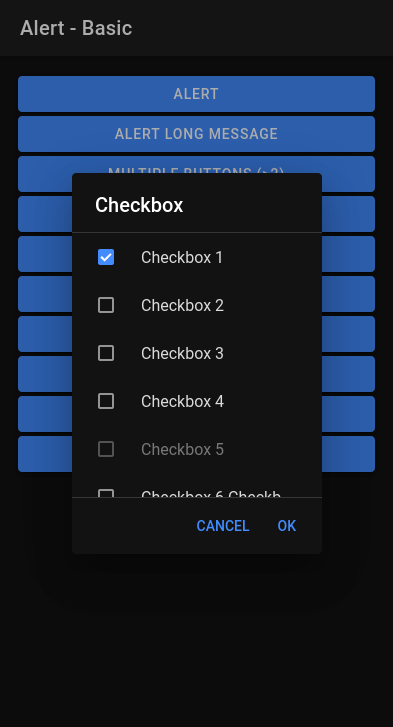 Alert - Basic
ALERT
ALERT LONG MESSAGE
MULTIPLE BUTTONS (>2)
Checkbox
Checkbox 1
Checkbox 2
Checkbox 3
Checkbox 4
Checkbox 5
Checkbox 6 Checkb
CANCEL OK